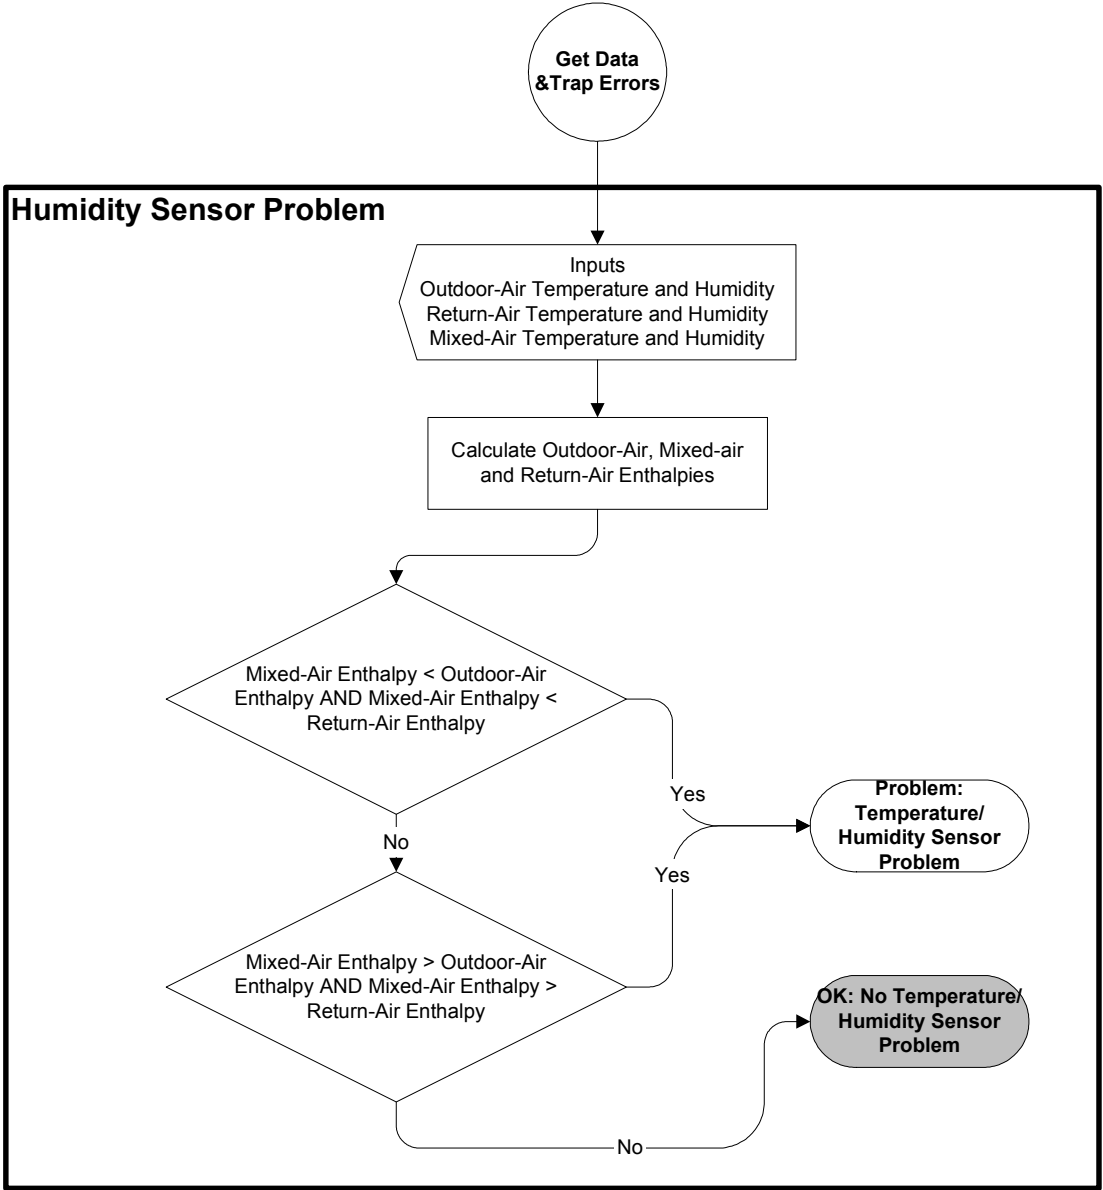 Get Data
&Trap Errors
Humidity Sensor Problem
Inputs
Outdoor-Air Temperature and Humidity
Return-Air Temperature and Humidity
Mixed-Air Temperature and Humidity
Calculate Outdoor-Air, Mixed-air
and Return-Air Enthalpies
Mixed-Air Enthalpy < Outdoor-Air
Enthalpy AND Mixed-Air Enthalpy <
Return-Air Enthalpy
Yes
Problem:
Temperature/
Humidity Sensor
Problem
No
Yes
Mixed-Air Enthalpy > Outdoor-Air
Enthalpy AND Mixed-Air Enthalpy >
Return-Air Enthalpy
OK: No Temperature/
Humidity Sensor
Problem
No